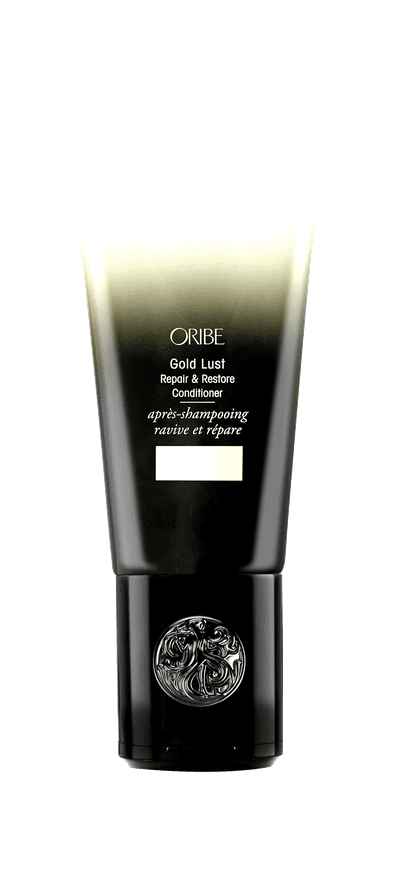 ORIBE
Gold Lust
Repair & Restore
Conditioner
après-shampooing
ravive et répare